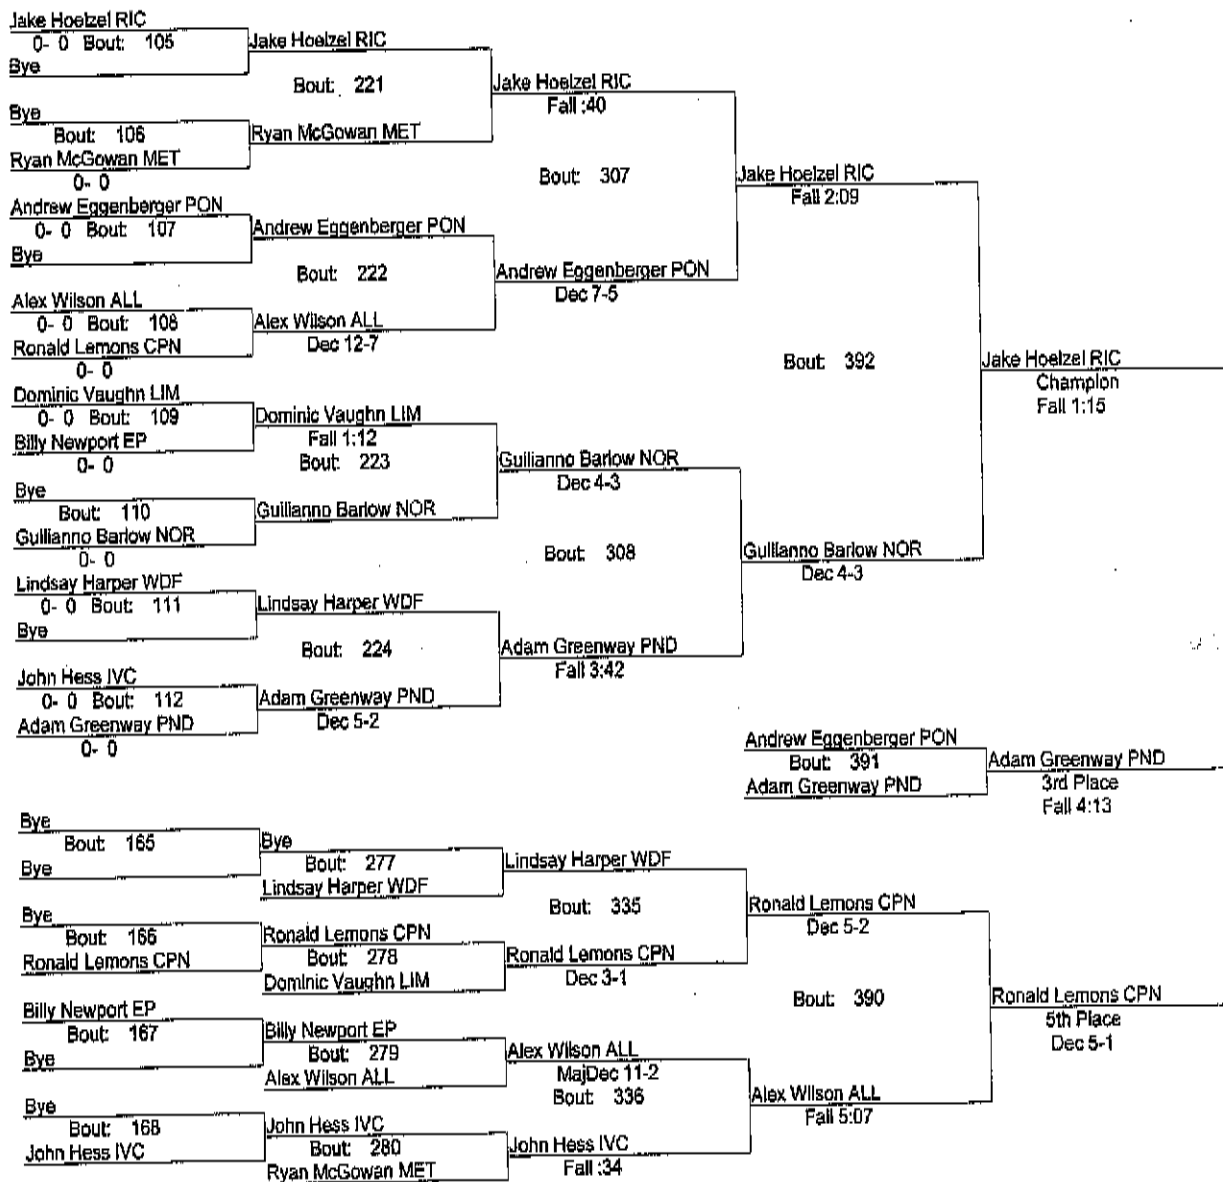 Jake Hoelzel RIC
0- 0 Bout: 105
Bye
Jake Hoelzel RIC
Bout: 221
Bye
Bout: 106
Ryan McGowan MET
0- 0
Ryan McGowan MET
Jake Hoelzel RIC
Fall :40
Bout: 307
Andrew Eggenberger PON
0- 0 Bout: 107
Bye
Andrew Eggenberger PON
Bout: 222
Alex Wilson ALL
0- 0 Bout: 108
Ronald Lemons CPN
0- 0
Alex Wilson ALL
Dec 12-7
Andrew Eggenberger PON
Dec 7-5
Jake Hoelzel RIC
Fall 2:09
Bout: 392
Jake Hoelzel RIC
Champion
Fall 1:15
Dominic Vaughn LIM
0- 0 Bout: 109
Billy Newport EP
0- 0
Dominic Vaughn LIM
Fall 1:12
Bout: 223
Bye
Bout: 110
Guilianno Barlow NOR
0- 0
Guilianno Barlow NOR
Guilianno Barlow NOR
Dec 4-3
Bout: 308
Lindsay Harper WDF
0- 0 Bout: 111
Bye
Lindsay Harper WDF
Bout: 224
John Hess IVC
0- 0 Bout: 112
Adam Greenway PND
0- 0
Adam Greenway PND
Dec 5-2
Adam Greenway PND
Fall 3:42
Guilianno Barlow NOR
Dec 4-3
Andrew Eggenberger PON
Bout: 391
Adam Greenway PND
Adam Greenway PND
3rd Place
Fall 4:13
Bye
Bout: 165
Bye
Bye
Bout: 277
Lindsay Harper WDF
Lindsay Harper WDF
Bout: 335
Bye
Bout: 166
Ronald Lemons CPN
Ronald Lemons CPN
Bout: 278
Dominic Vaughn LIM
Ronald Lemons CPN
Dec 3-1
Ronald Lemons CPN
Dec 5-2
Bout: 390
Ronald Lemons CPN
5th Place
Dec 5-1
Billy Newport EP
Bout: 167
Bye
Billy Newport EP
Bout: 279
Alex Wilson ALL
Alex Wilson ALL
MajDec 11-2
Bout: 336
Bye
Bout: 168
John Hess IVC
John Hess IVC
Bout: 280
Ryan McGowan MET
John Hess IVC
Fall :34
Alex Wilson ALL
Fall 5:07